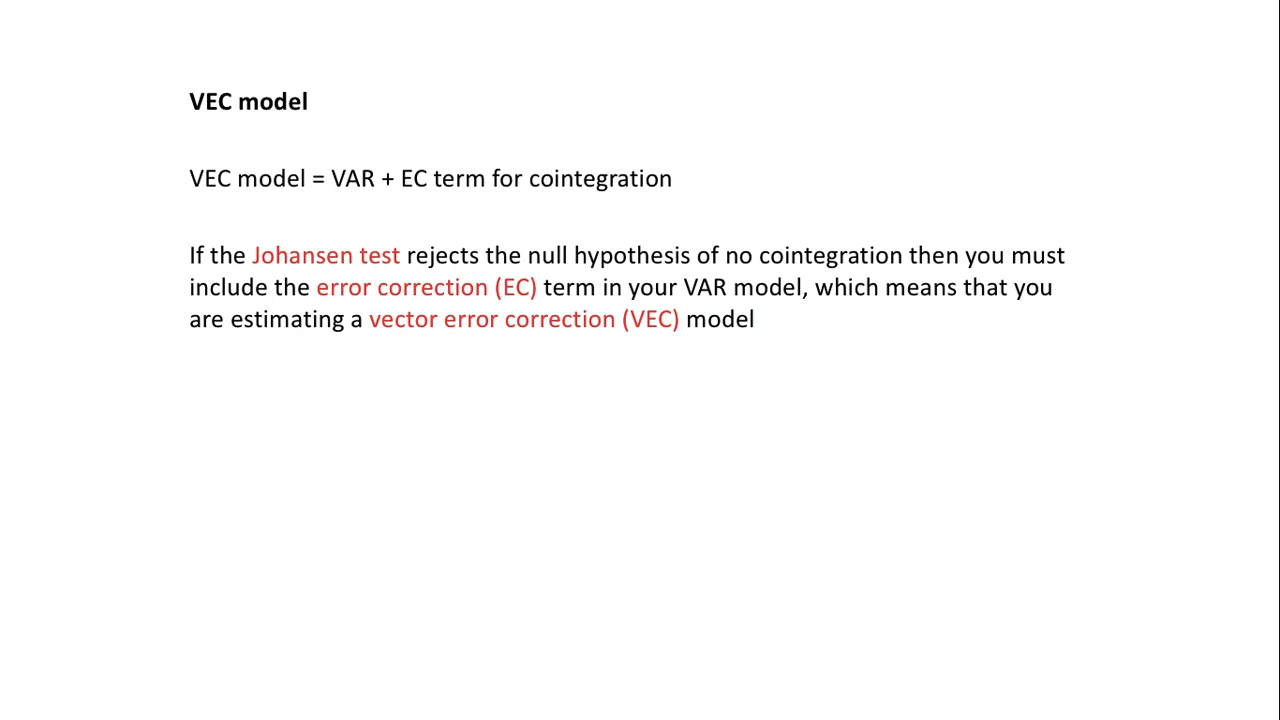 VEC model
VEC model = VAR + EC term for cointegration
If the Johansen test rejects the null hypothesis of no cointegration then you must
include the error correction (EC) term in your VAR model, which means that you
are estimating a vector error correction (VEC) model